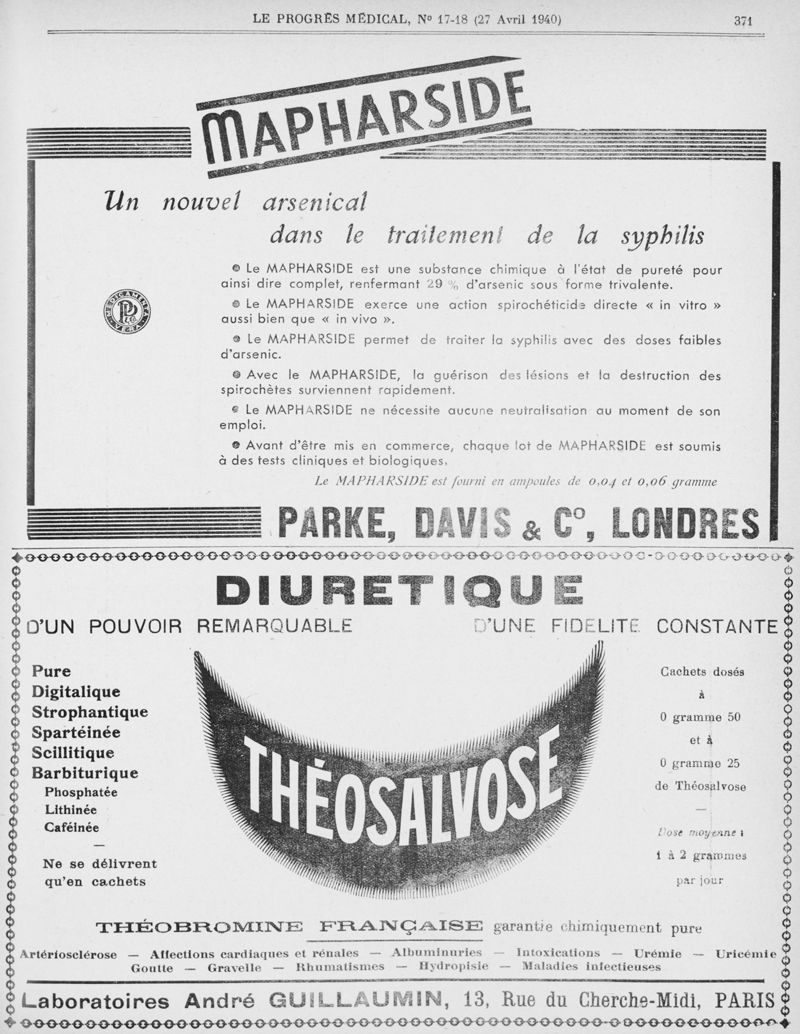 LE PROGRÈS MÉDICAL, Nº 17-18 (27 Avril 1940)
371
MAPHARSIDE
Un nouvel arsenical
dans le traitement de la syphilis
MEDICAMENTA VERA
● Le MAPHARSIDE est une substance chimique à l'état de pureté pour
ainsi dire complet, renfermant 29 % d'arsenic sous forme trivalente.
● Le MAPHARSIDE exerce une action spirochéticide directe « in vitro »
aussi bien que « in vivo ».
● Le MAPHARSIDE permet de traiter la syphilis avec des doses faibles
d'arsenic.
● Avec le MAPHARSIDE, la guérison des lésions et la destruction des
spirochètes surviennent rapidement.
● Le MAPHARSIDE ne nécessite aucune neutralisation au moment de son
emploi.
● Avant d'être mis en commerce, chaque lot de MAPHARSIDE est soumis
à des tests cliniques et biologiques,
Le MAPHARSIDE est fourni en ampoules de 0,04 et 0,06 gramme
PARKE, DAVIS & Cº, LONDRES
DIURETIQUE
D'UN POUVOIR REMARQUABLE
D'UNE FIDELITE CONSTANTE
Pure
Digitalique
Strophantique
Spartéinée
Scillitique
Barbiturique
Phosphatée
Lithinée
Caféinée
—
Ne se délivrent
qu'en cachets
THÉOSALVOSE
Cachets dosés
à
0 gramme 50
et à
0 gramme 25
de Théosalvose
—
Dose moyenne :
1 à 2 grammes
par jour
THÉOBROMINE FRANÇAISE garantie chimiquement pure
Artériosclérose — Affections cardiaques et rénales — Albuminuries — Intoxications — Urémie — Uricémie
Goutte — Gravelle — Rhumatismes — Hydropisie — Maladies infectieuses
Laboratoires André GUILLAUMIN, 13, Rue du Cherche-Midi, PARIS